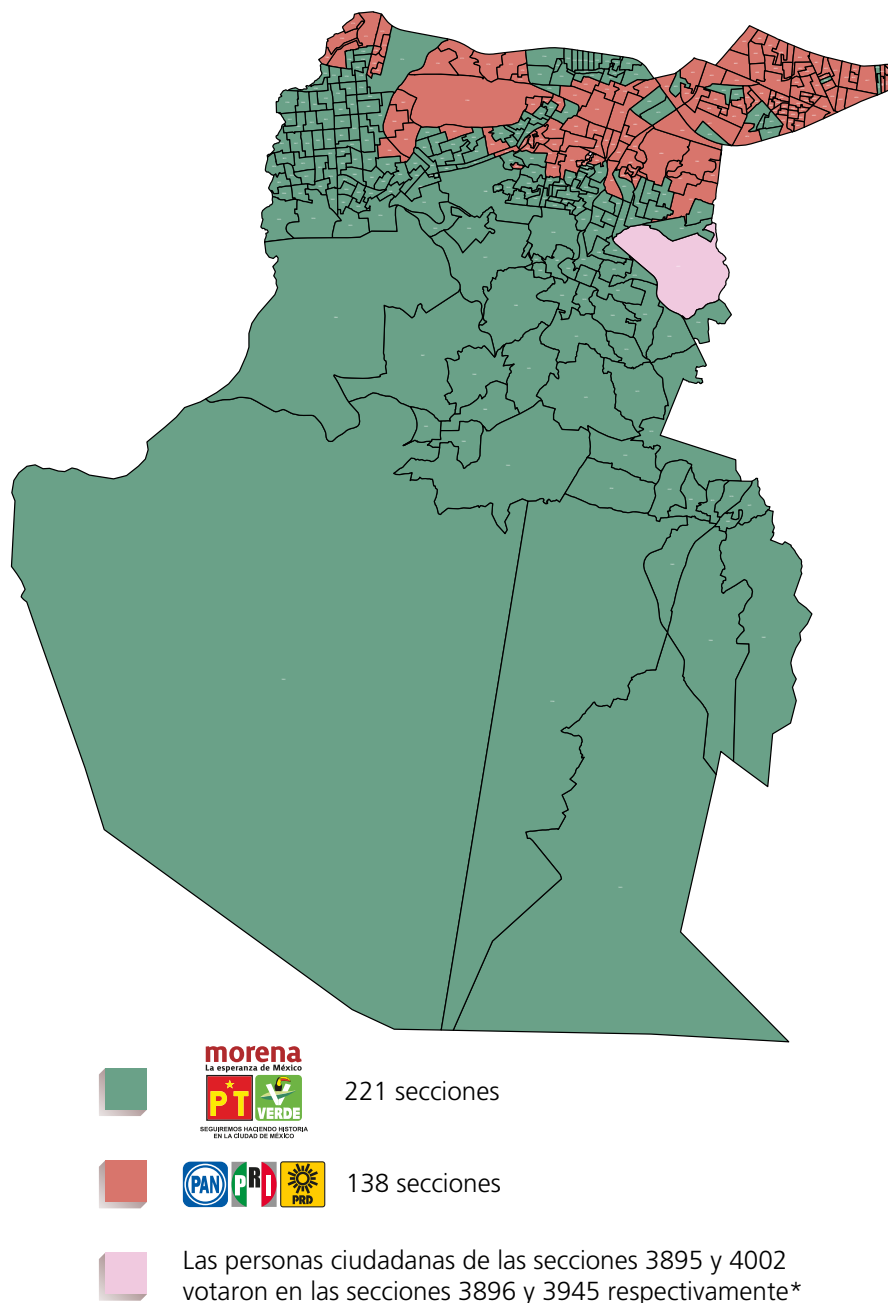 morena
La esperanza de México
PT
VERDE
SEGUIREMOS HACIENDO HISTORIA
EN LA CIUDAD DE MÉXICO
221 secciones
PAN
PRI
PRD
138 secciones
Las personas ciudadanas de las secciones 3895 y 4002
votaron en las secciones 3896 y 3945 respectivamente*